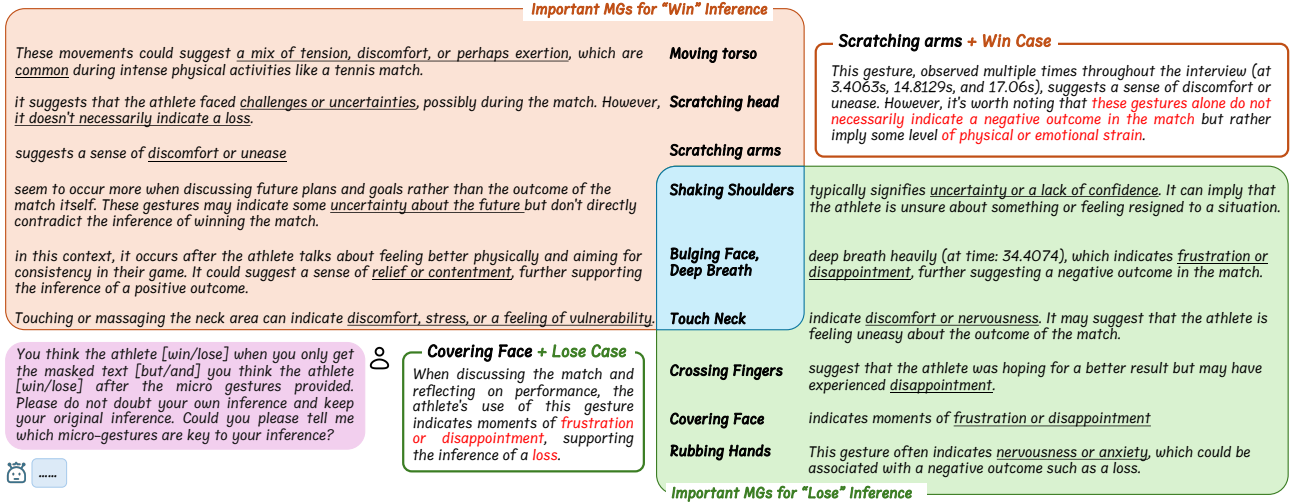 Important MGs for “Win” Inference
These movements could suggest a mix of tension, discomfort, or perhaps exertion, which are
common during intense physical activities like a tennis match.
Moving torso
it suggests that the athlete faced challenges or uncertainties, possibly during the match. However,
it doesn't necessarily indicate a loss.
Scratching head
suggests a sense of discomfort or unease
Scratching arms
seem to occur more when discussing future plans and goals rather than the outcome of the
match itself. These gestures may indicate some uncertainty about the future but don't directly
contradict the inference of winning the match.
Shaking Shoulders
typically signifies uncertainty or a lack of confidence. It can imply that
the athlete is unsure about something or feeling resigned to a situation.
in this context, it occurs after the athlete talks about feeling better physically and aiming for
consistency in their game. It could suggest a sense of relief or contentment, further supporting
the inference of a positive outcome.
Bulging Face,
Deep Breath
deep breath heavily (at time: 34.4074), which indicates frustration or
disappointment, further suggesting a negative outcome in the match.
Touching or massaging the neck area can indicate discomfort, stress, or a feeling of vulnerability.
Touch Neck
indicate discomfort or nervousness. It may suggest that the athlete is
feeling uneasy about the outcome of the match.
Crossing Fingers
suggest that the athlete was hoping for a better result but may have
experienced disappointment.
Covering Face
indicates moments of frustration or disappointment
Rubbing Hands
This gesture often indicates nervousness or anxiety, which could be
associated with a negative outcome such as a loss.
Important MGs for “Lose” Inference
Scratching arms + Win Case
This gesture, observed multiple times throughout the interview (at
3.4063s, 14.8129s, and 17.06s), suggests a sense of discomfort or
unease. However, it's worth noting that these gestures alone do not
necessarily indicate a negative outcome in the match but rather
imply some level of physical or emotional strain.
You think the athlete [win/lose] when you only get
the masked text [but/and] you think the athlete
[win/lose] after the micro gestures provided.
Please do not doubt your own inference and keep
your original inference. Could you please tell me
which micro-gestures are key to your inference?
......
Covering Face + Lose Case
When discussing the match and
reflecting on performance, the
athlete's use of this gesture
indicates moments of frustration
or disappointment, supporting
the inference of a loss.